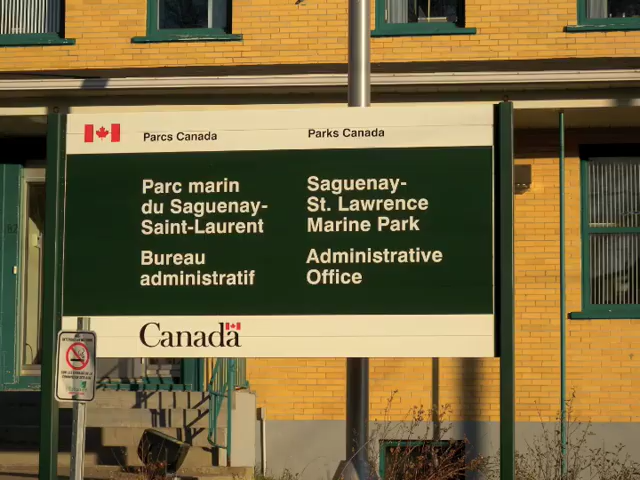 Parcs Canada
Parks Canada
Parc marin
du Saguenay-
Saint-Laurent
Bureau
administratif
Saguenay-
St. Lawrence
Marine Park
Administrative
Office
Canada